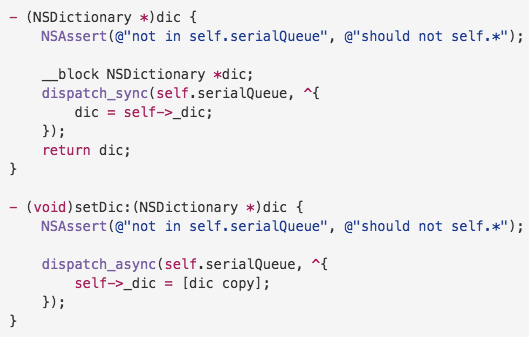 - (NSDictionary *)dic {
    NSAssert(@"not in self.serialQueue", @"should not self.*");

    __block NSDictionary *dic;
    dispatch_sync(self.serialQueue, ^{
        dic = self->_dic;
    });
    return dic;
}

- (void)setDic:(NSDictionary *)dic {
    NSAssert(@"not in self.serialQueue", @"should not self.*");

    dispatch_async(self.serialQueue, ^{
        self->_dic = [dic copy];
    });
}